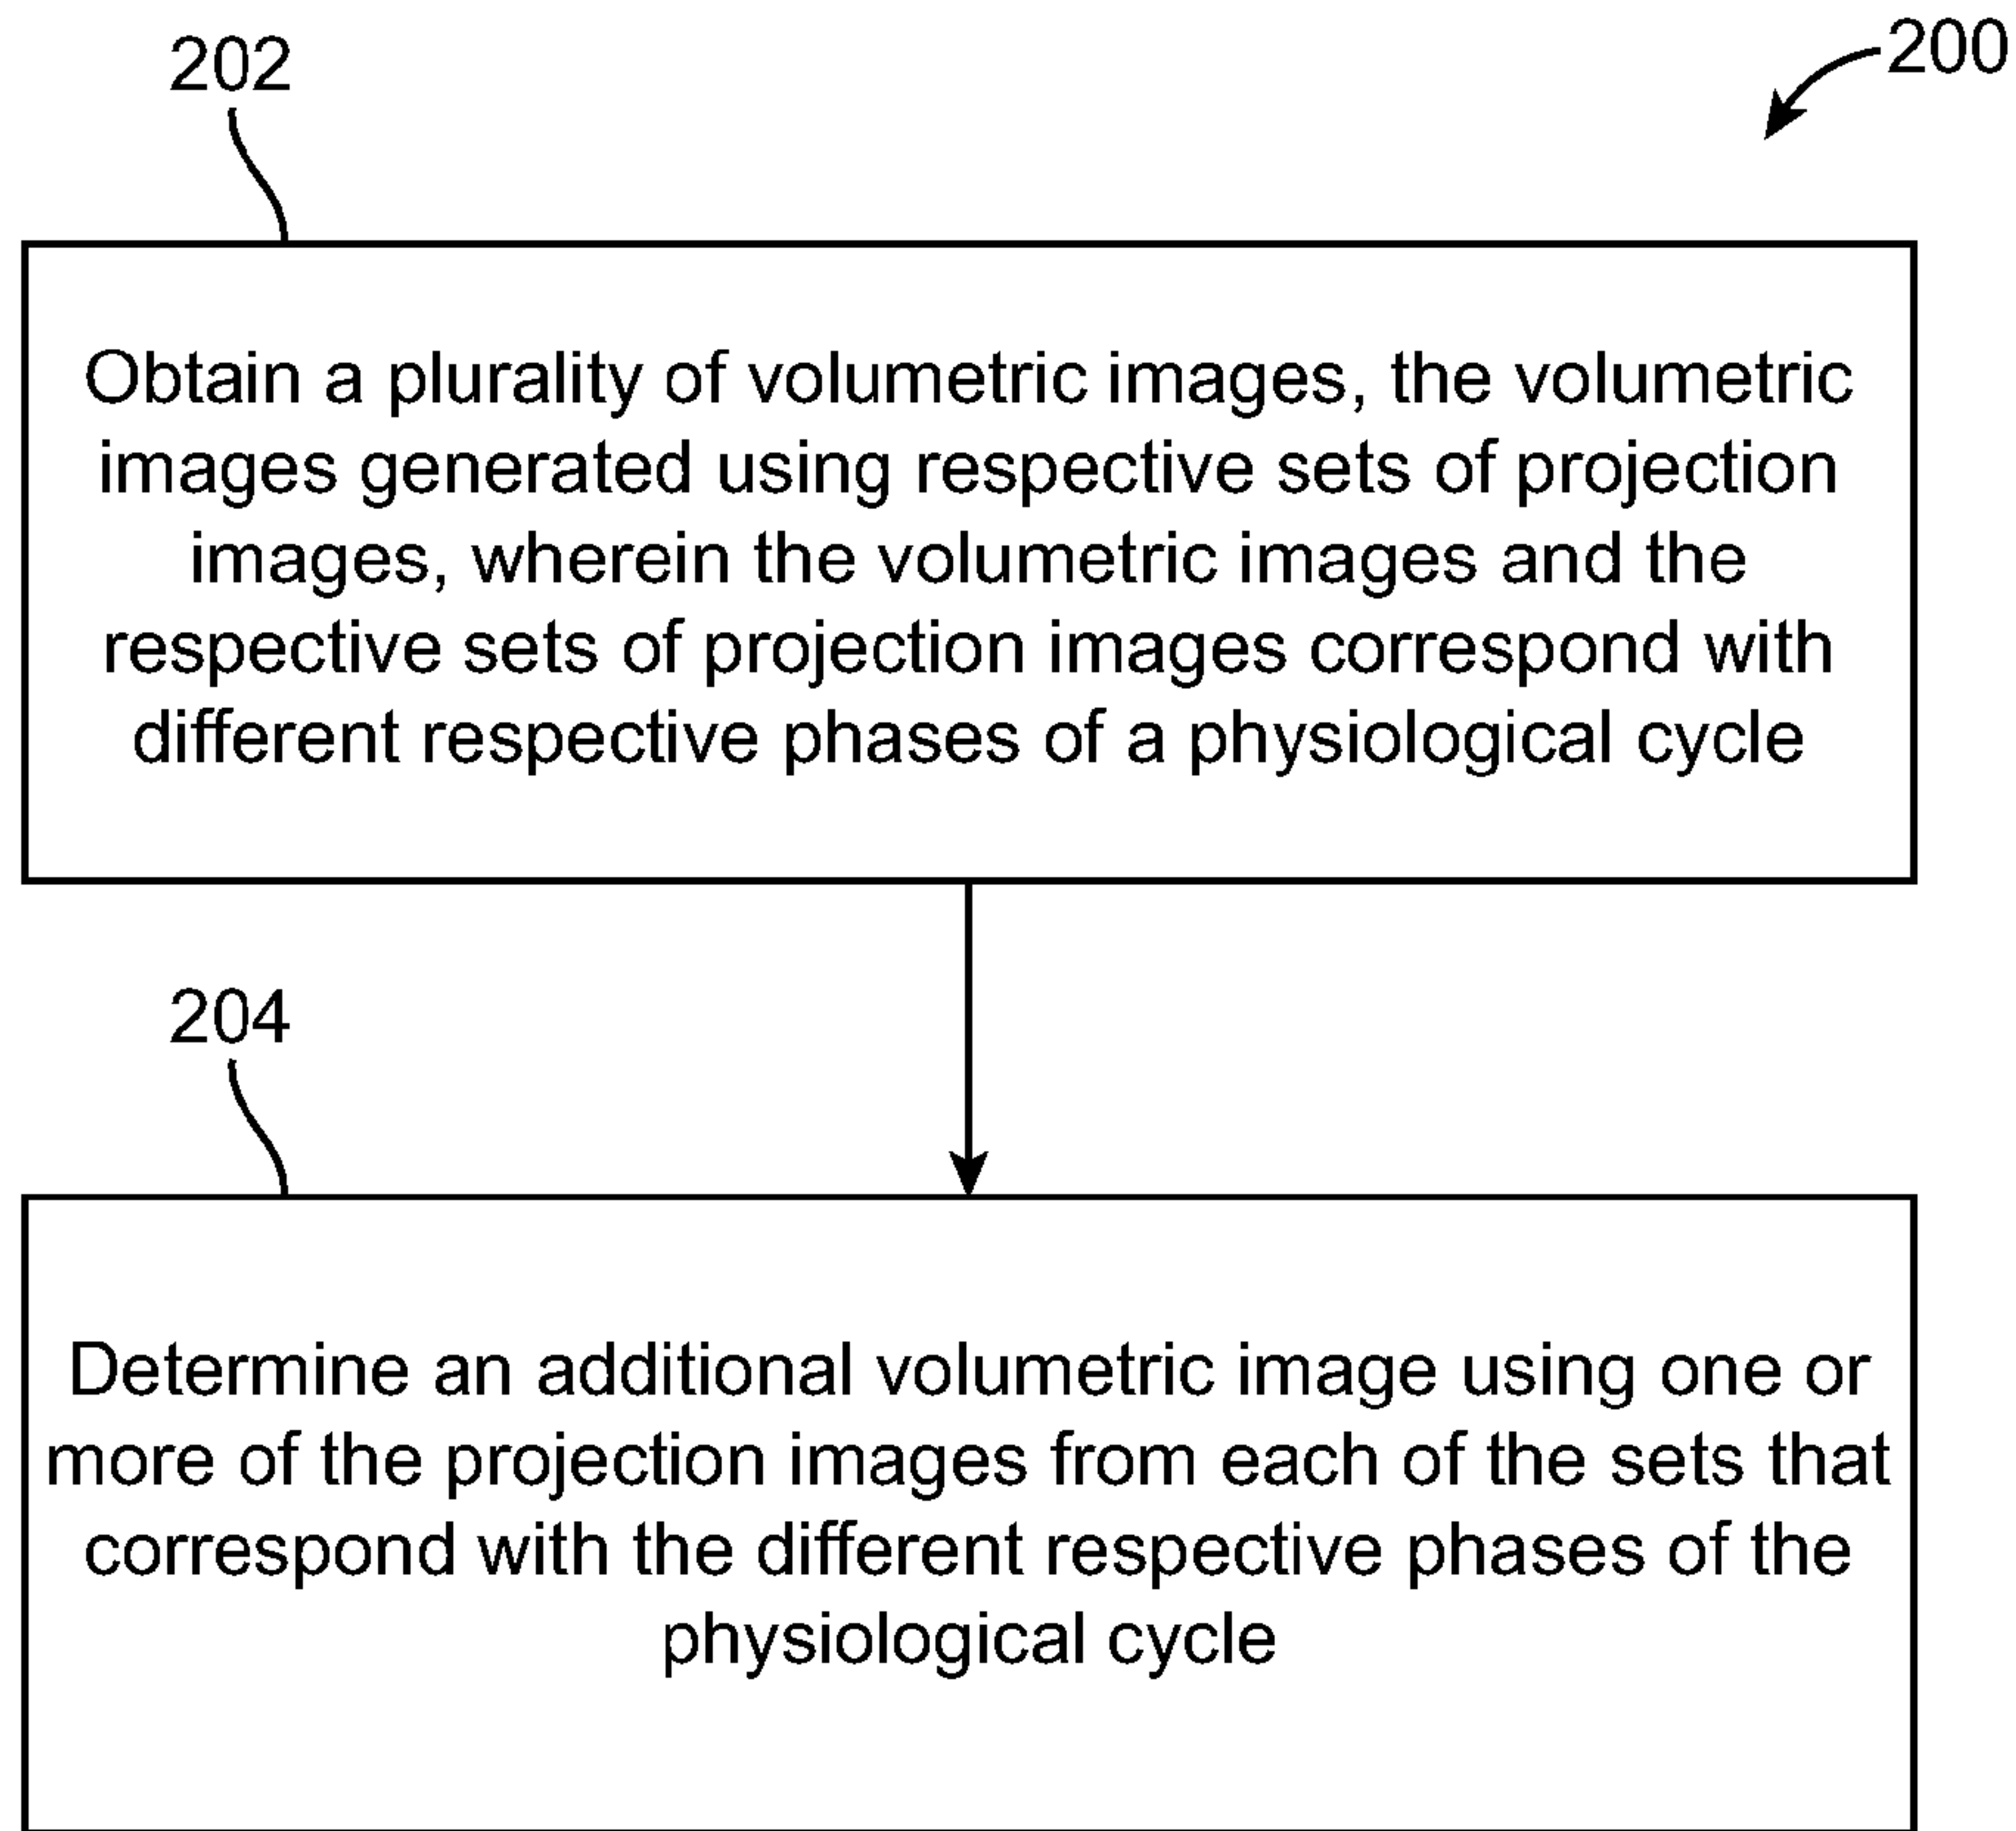 202
200
Obtain a plurality of volumetric images, the volumetric
images generated using respective sets of projection
images, wherein the volumetric images and the
respective sets of projection images correspond with
different respective phases of a physiological cycle
204
Determine an additional volumetric image using one or
more of the projection images from each of the sets that
correspond with the different respective phases of the
physiological cycle